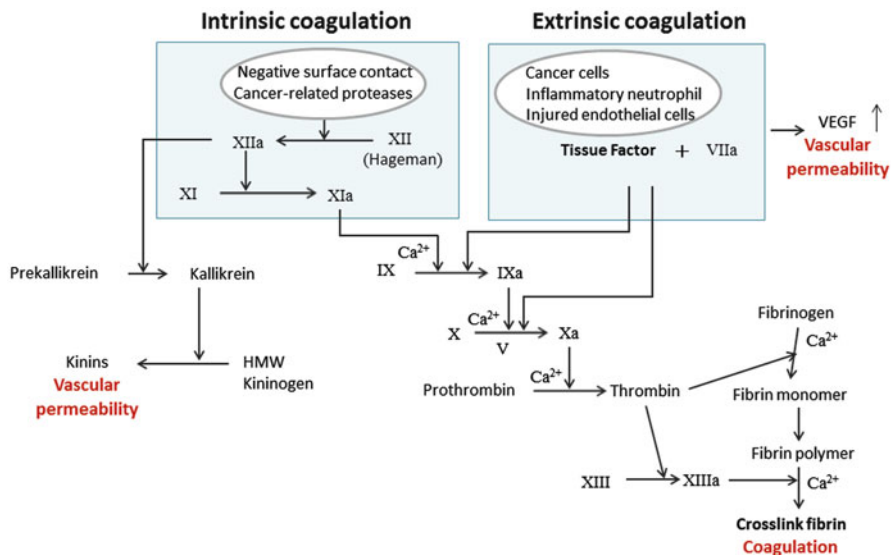 Intrinsic coagulation
Extrinsic coagulation
Negative surface contact
Cancer-related proteases
XIIa
XII
(Hageman)
XI
XIa
Cancer cells
Inflammatory neutrophil
Injured endothelial cells
Tissue Factor + VIIa
VEGF ↑
Vascular
permeability
Prekallikrein
Kallikrein
Kinins
Vascular
permeability
HMW
Kininogen
IX
Ca²⁺
IXa
X
Ca²⁺
V
Xa
Prothrombin
Ca²⁺
Thrombin
Fibrinogen
Ca²⁺
Fibrin monomer
Fibrin polymer
XIII
XIIIa
Ca²⁺
Crosslink fibrin
Coagulation